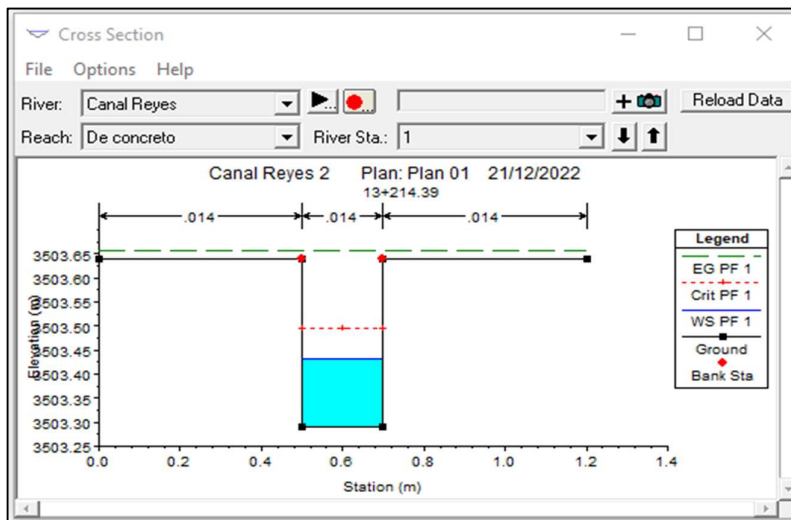 Cross Section
File Options Help
River: Canal Reyes
Reload Data
Reach: De concreto River Sta.: 1
Canal Reyes 2 Plan: Plan 01 21/12/2022
13+214.39
.014 .014 .014
3503.65
3503.60
3503.55
3503.50
3503.45
3503.40
3503.35
3503.30
3503.25
Elevation (m)
0.0 0.2 0.4 0.6 0.8 1.0 1.2 1.4
Station (m)
Legend
EG PF 1
Crit PF 1
WS PF 1
Ground
Bank Sta